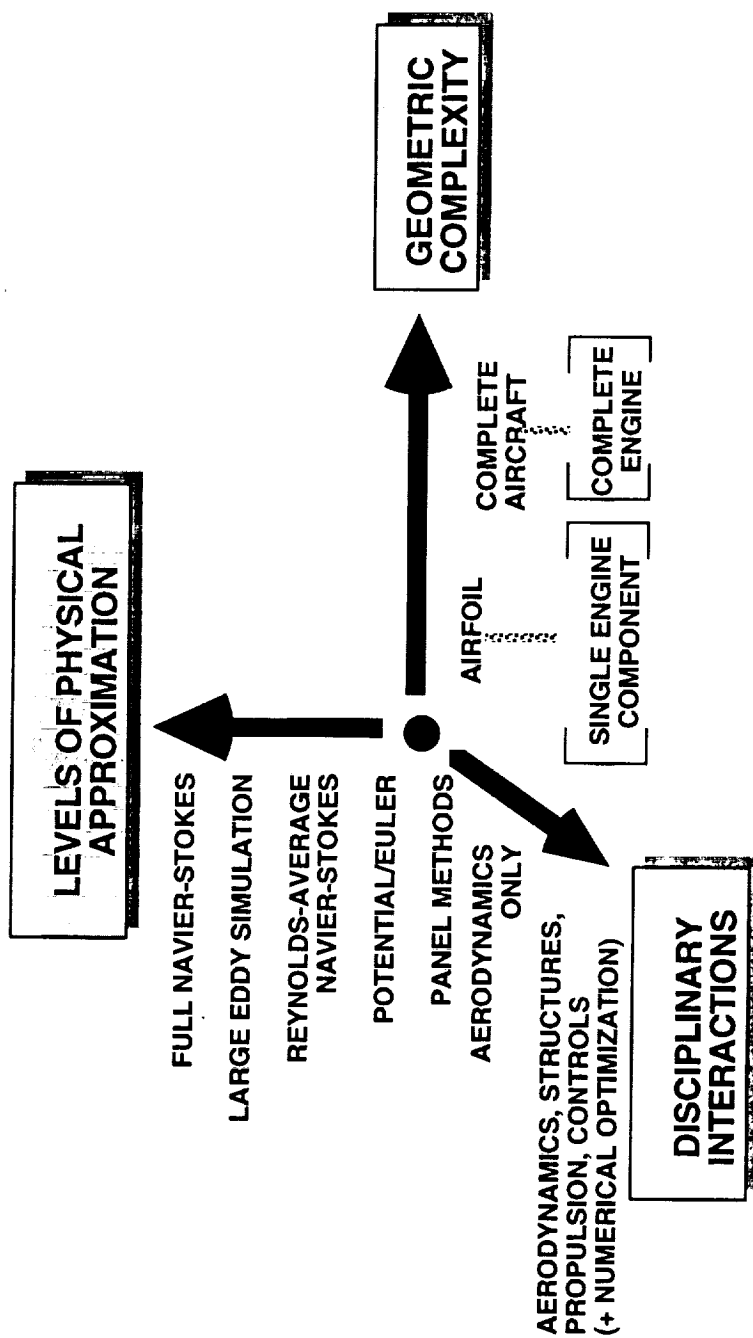 LEVELS OF PHYSICAL
APPROXIMATION
FULL NAVIER-STOKES
LARGE EDDY SIMULATION
REYNOLDS-AVERAGE
NAVIER-STOKES
POTENTIAL/EULER
PANEL METHODS
AERODYNAMICS
ONLY
AERODYNAMICS, STRUCTURES,
PROPULSION, CONTROLS
(+ NUMERICAL OPTIMIZATION)
DISCIPLINARY
INTERACTIONS
AIRFOIL
SINGLE ENGINE
COMPONENT
COMPLETE
AIRCRAFT
COMPLETE
ENGINE
GEOMETRIC
COMPLEXITY